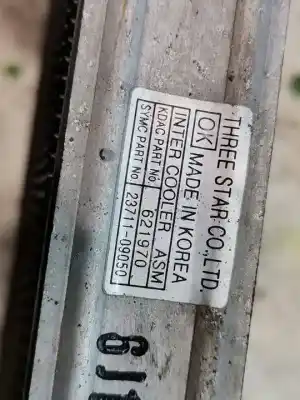 THREE STAR CO.,LTD.
OK MADE IN KOREA
INTER COOLER ASM
KDAC PART No 621970
SYMC PART NO 23711-09050